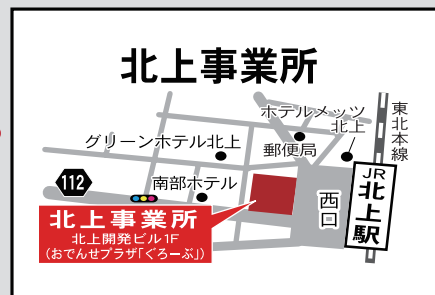 北上事業所
ホテルメッツ
北上
東北本線
郵便局
グリーンホテル北上
JR
北上駅
112
南部ホテル
西口
北上事業所
北上開発ビル1F
(おでんせプラザ「ぐろーぶ」)